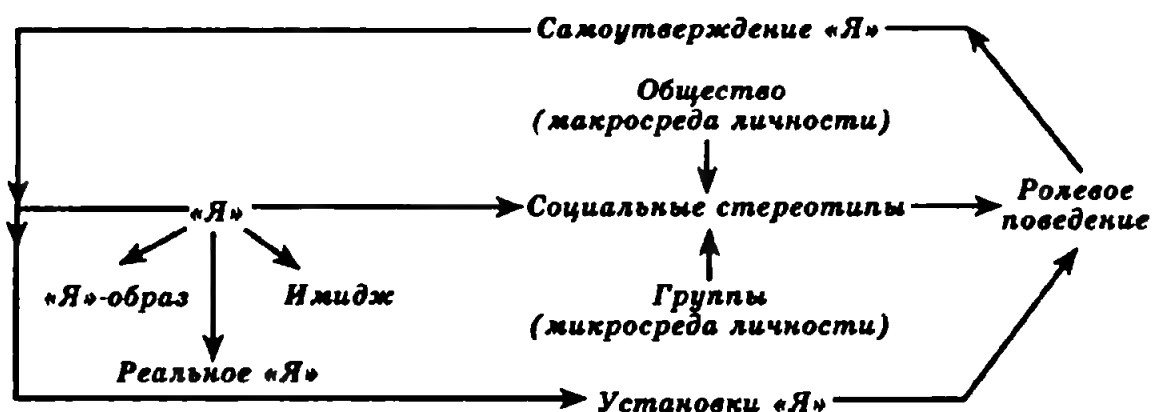 Самоутверждение «Я»
Общество
(макросреда личности)
«Я»
Социальные стереотипы
Ролевое
поведение
«Я»-образ
Имидж
Группы
(микросреда личности)
Реальное «Я»
Установки «Я»